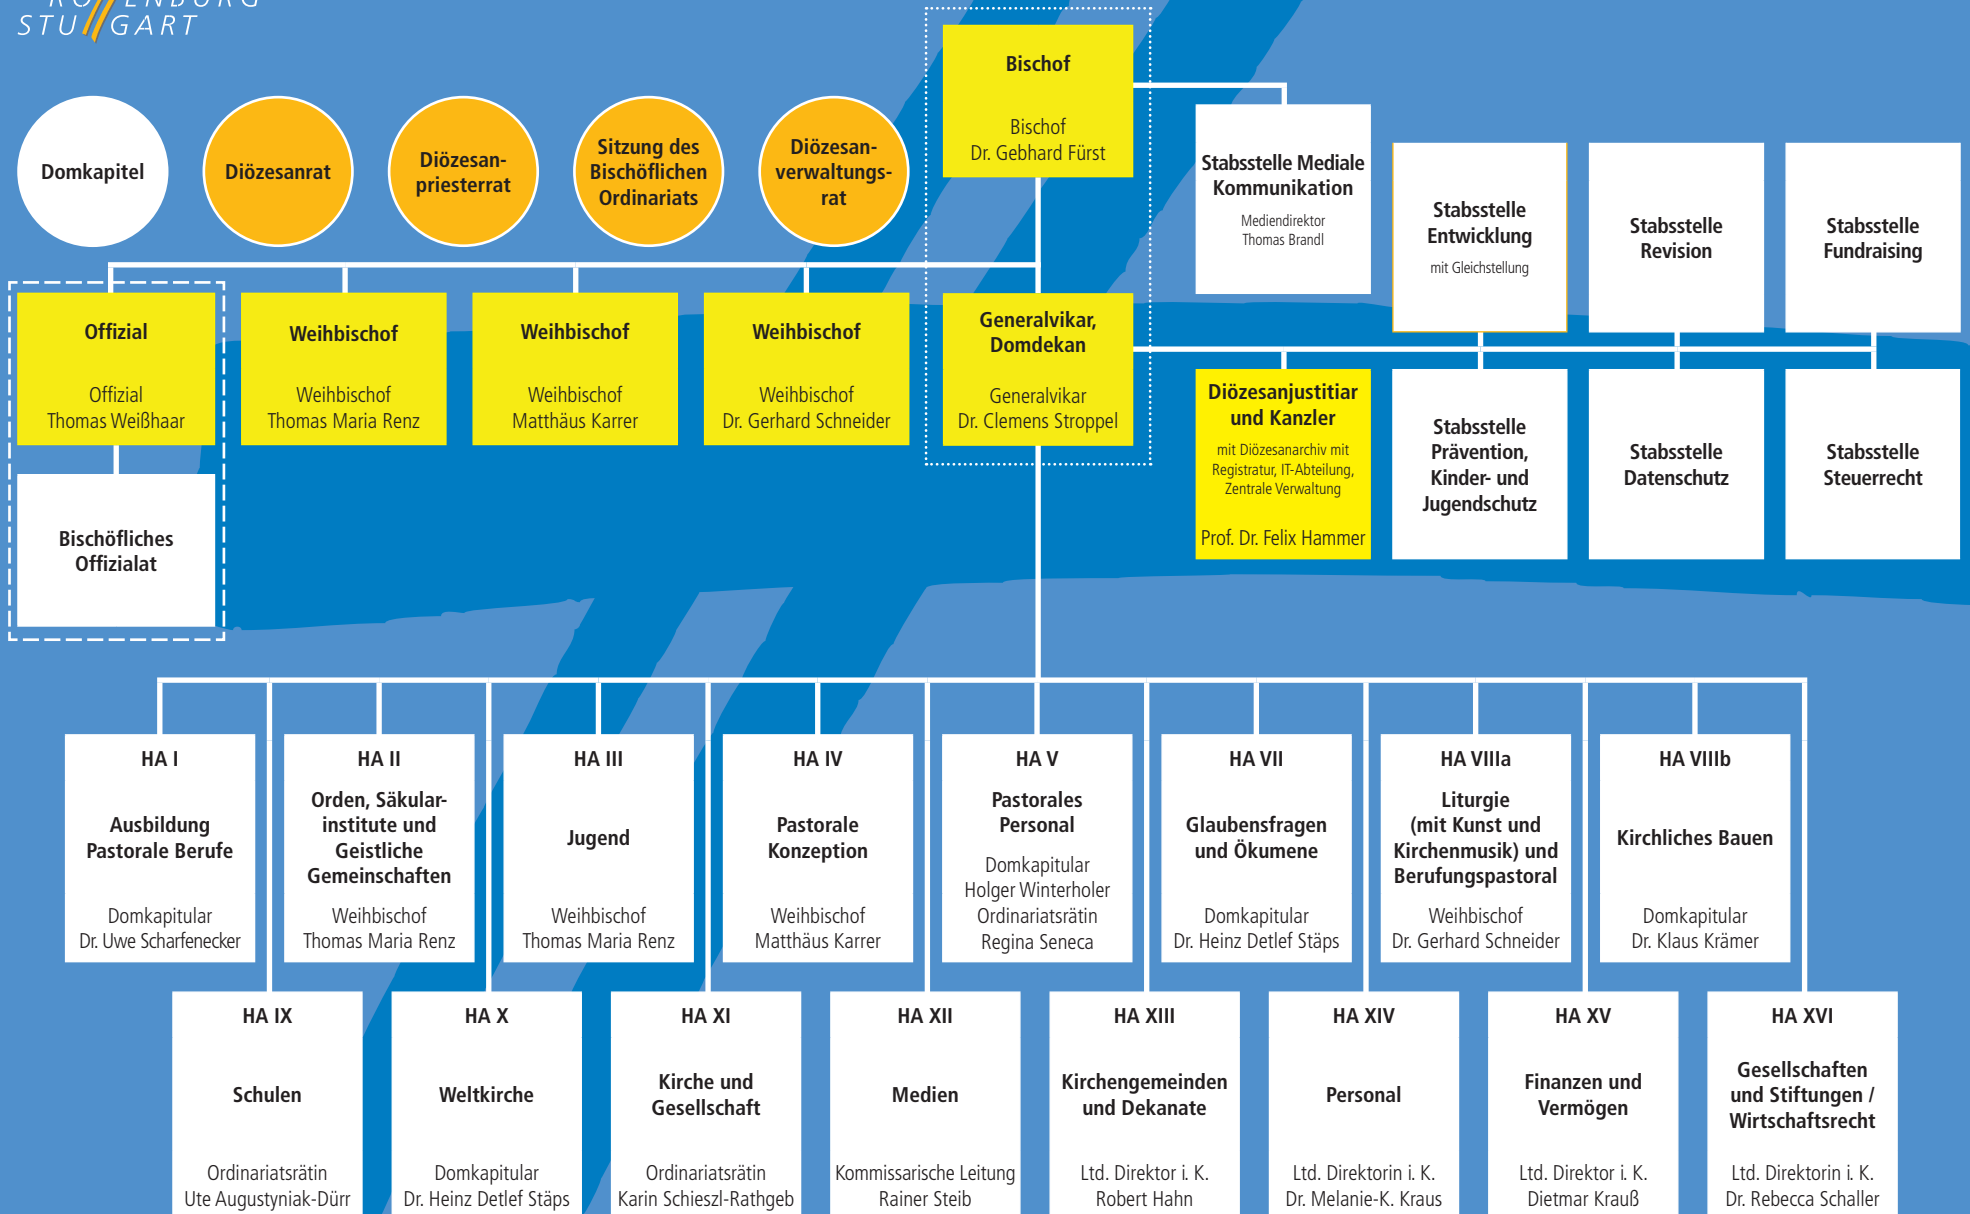 STUTTGART
Domkapitel
Diözesanrat
Diözesan-
priesterrat
Sitzung des
Bischöflichen
Ordinariats
Diözesan-
verwaltungs-
rat
Bischof
Bischof
Dr. Gebhard Fürst
Stabsstelle Mediale
Kommunikation
Mediendirektor
Thomas Brandl
Stabsstelle
Entwicklung
mit Gleichstellung
Stabsstelle
Revision
Stabsstelle
Fundraising
Offizial
Offizial
Thomas Weißhaar
Weihbischof
Weihbischof
Thomas Maria Renz
Weihbischof
Weihbischof
Matthäus Karrer
Weihbischof
Weihbischof
Dr. Gerhard Schneider
Generalvikar,
Domdekan
Generalvikar
Dr. Clemens Stroppel
Diözesanjustitiar
und Kanzler
mit Diözesanarchiv mit
Registratur, IT-Abteilung,
Zentrale Verwaltung
Prof. Dr. Felix Hammer
Stabsstelle
Prävention,
Kinder- und
Jugendschutz
Stabsstelle
Datenschutz
Stabsstelle
Steuerrecht
Bischöfliches
Offizialat
HA I
Ausbildung
Pastorale Berufe
Domkapitular
Dr. Uwe Scharfenecker
HA II
Orden, Säkular-
institute und
Geistliche
Gemeinschaften
Weihbischof
Thomas Maria Renz
HA III
Jugend
Weihbischof
Thomas Maria Renz
HA IV
Pastorale
Konzeption
Weihbischof
Matthäus Karrer
HA V
Pastorales
Personal
Domkapitular
Holger Winterholer
Ordinariatsrätin
Regina Seneca
HA VII
Glaubensfragen
und Ökumene
Domkapitular
Dr. Heinz Detlef Stäps
HA VIIIa
Liturgie
(mit Kunst und
Kirchenmusik) und
Berufungspastoral
Weihbischof
Dr. Gerhard Schneider
HA VIIIb
Kirchliches Bauen
Domkapitular
Dr. Klaus Krämer
HA IX
Schulen
Ordinariatsrätin
Ute Augustyniak-Dürr
HA X
Weltkirche
Domkapitular
Dr. Heinz Detlef Stäps
HA XI
Kirche und
Gesellschaft
Ordinariatsrätin
Karin Schieszl-Rathgeb
HA XII
Medien
Kommissarische Leitung
Rainer Steib
HA XIII
Kirchengemeinden
und Dekanate
Ltd. Direktor i. K.
Robert Hahn
HA XIV
Personal
Ltd. Direktorin i. K.
Dr. Melanie-K. Kraus
HA XV
Finanzen und
Vermögen
Ltd. Direktor i. K.
Dietmar Krauß
HA XVI
Gesellschaften
und Stiftungen /
Wirtschaftsrecht
Ltd. Direktorin i. K.
Dr. Rebecca Schaller